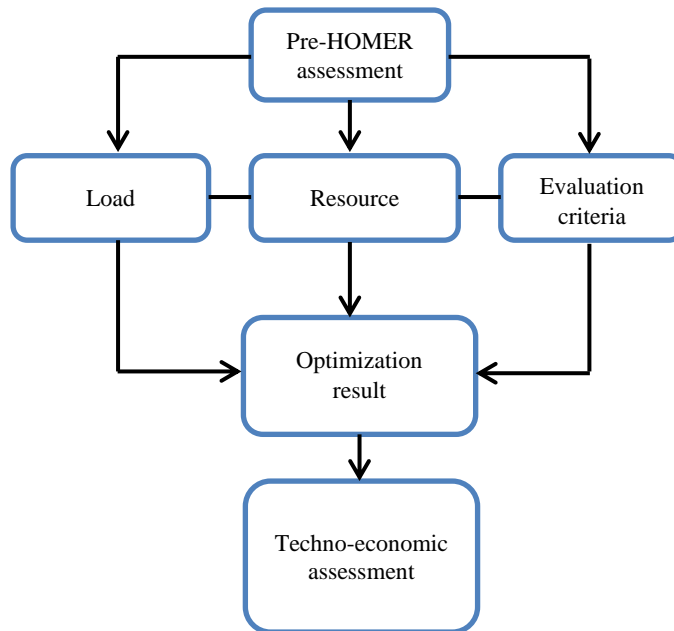 Pre-HOMER
assessment
Load
Resource
Evaluation
criteria
Optimization
result
Techno-economic
assessment